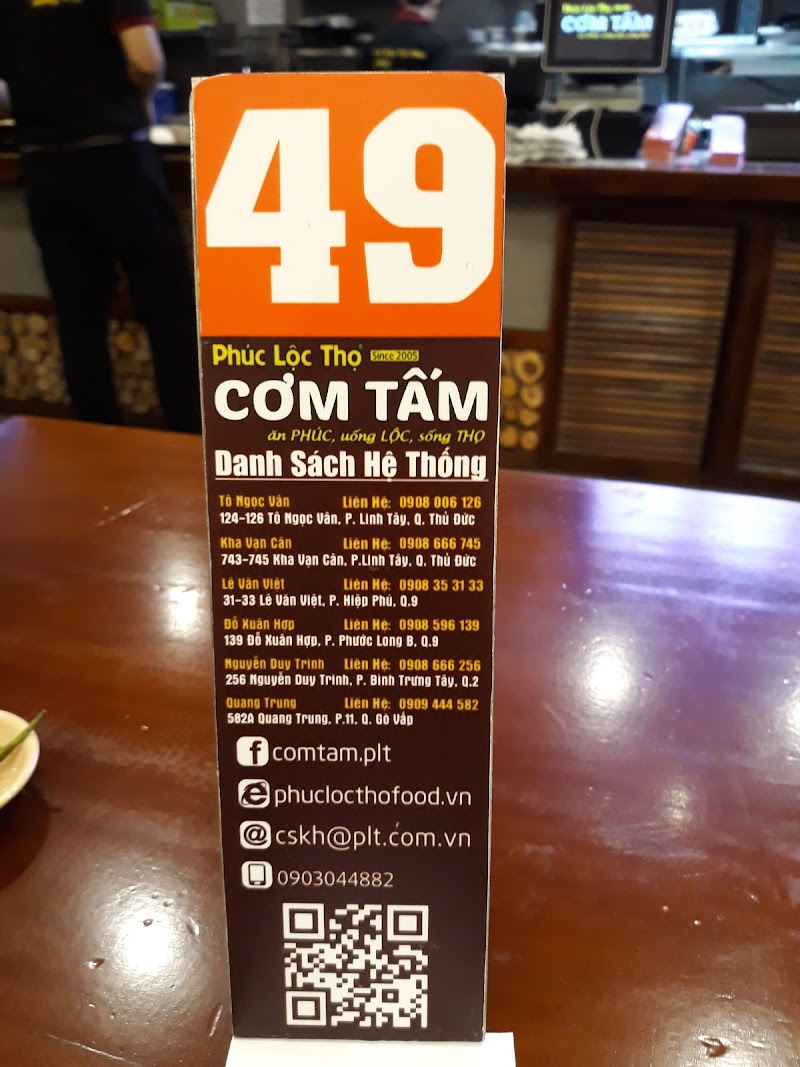 Phúc Lộc Thọ
CƠM TẤM
49
Phúc Lộc Thọ Since 2005
CƠM TẤM
ăn PHÚC, uống LỘC, sống THỌ
Danh Sách Hệ Thống
Tô Ngọc Vân Liên Hệ: 0908 006 126
124-126 Tô Ngọc Vân, P. Linh Tây, Q. Thủ Đức
Kha Vạn Cân Liên Hệ: 0908 666 745
743-745 Kha Vạn Cân, P.Linh Tây, Q. Thủ Đức
Lê Văn Việt Liên Hệ: 0908 35 31 33
31-33 Lê Văn Việt, P. Hiệp Phú, Q.9
Đỗ Xuân Hợp Liên Hệ: 0908 596 139
139 Đỗ Xuân Hợp, P. Phước Long B, Q.9
Nguyễn Duy Trinh Liên Hệ: 0908 666 256
256 Nguyễn Duy Trinh, P. Bình Trưng Tây, Q.2
Quang Trung Liên Hệ: 0909 444 582
582A Quang Trung, P.11, Q. Gò Vấp
comtam.plt
phuclocthofood.vn
cskh@plt.com.vn
0903044882